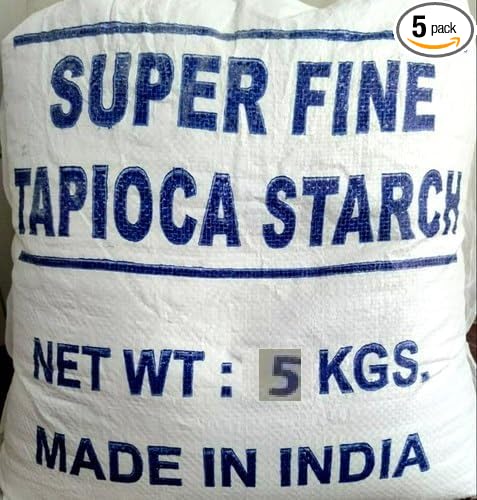 5 pack
SUPER FINE
TAPIOCA STARCH
NET WT : 5 KGS.
MADE IN INDIA